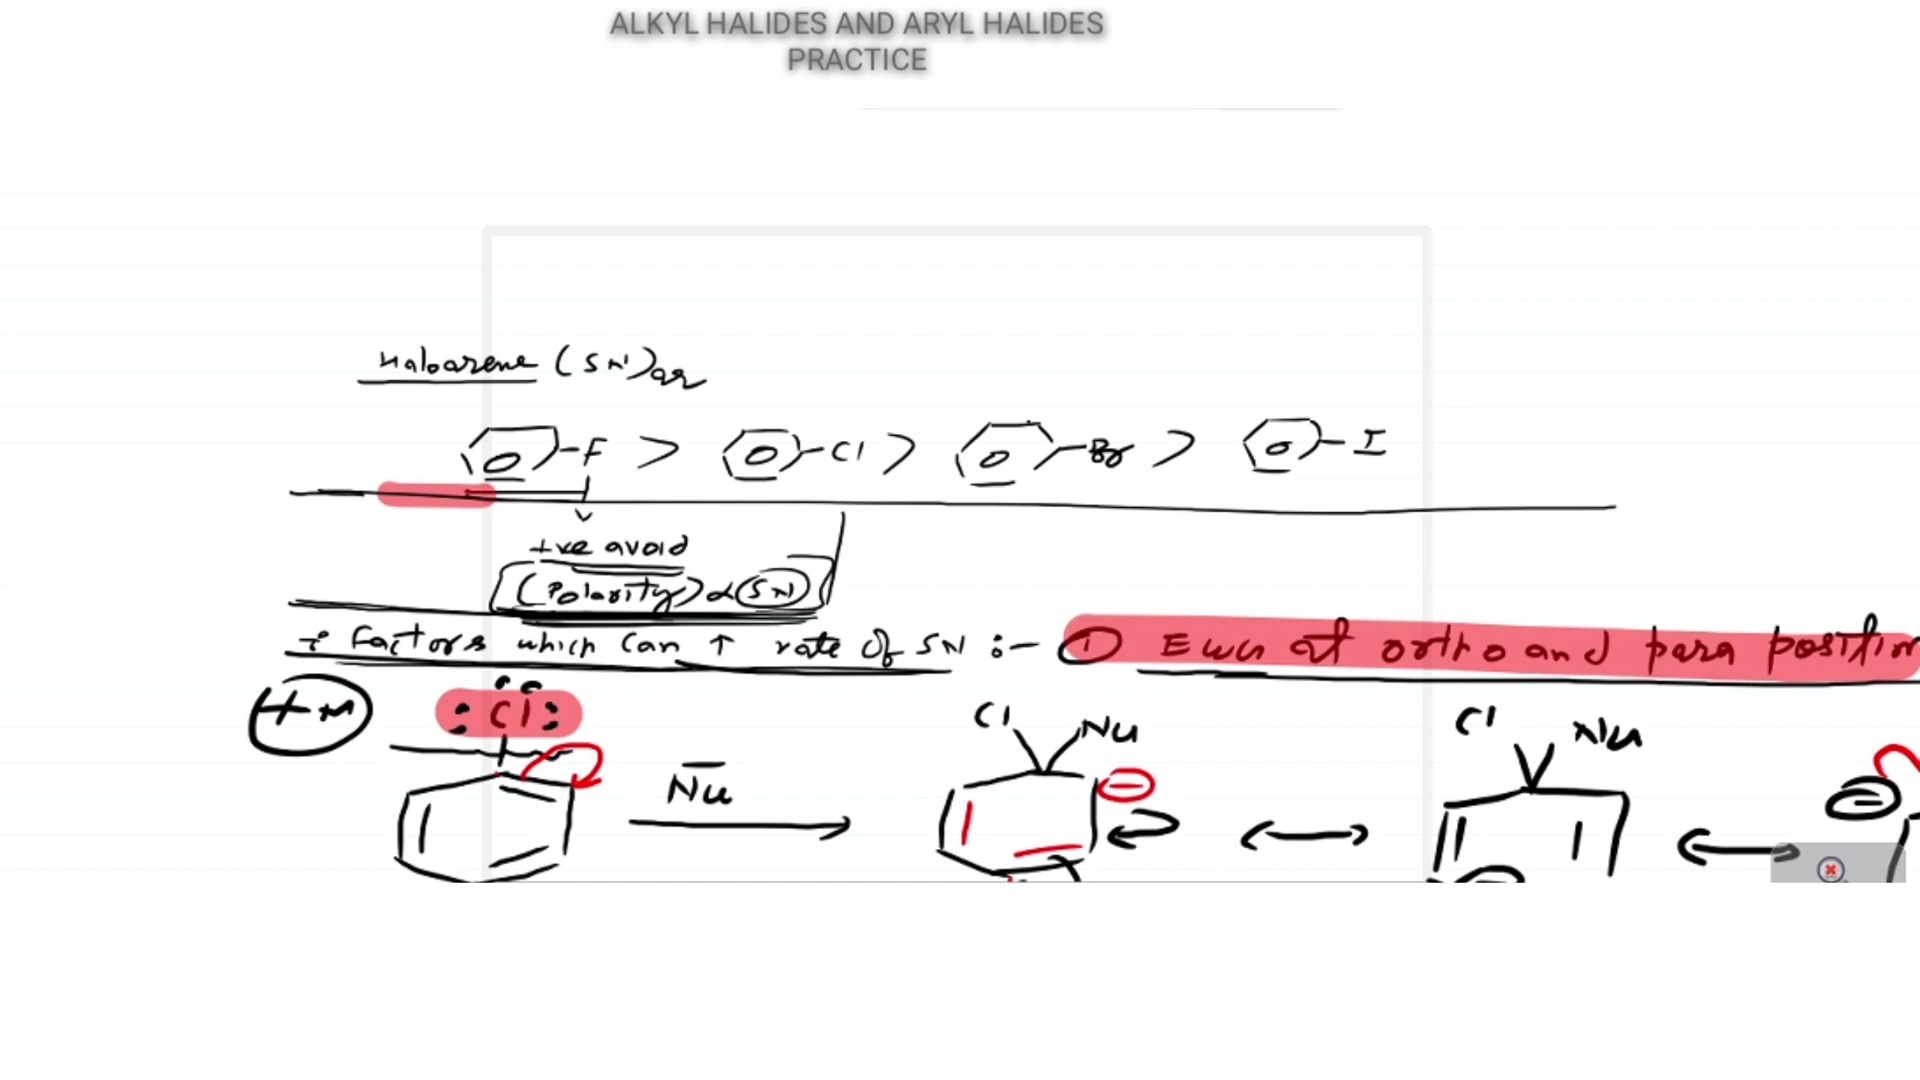 ALKYL HALIDES AND ARYL HALIDES
PRACTICE
Haloarene (SN)ar
-F > -Cl > -Br > -I
+ve avoid
(Polarity) ∝ (SN)
Factors which can ↑ rate of SN :- ① EWG at ortho and para position
+M :Cl: Cl Nu Cl Nu
Nu